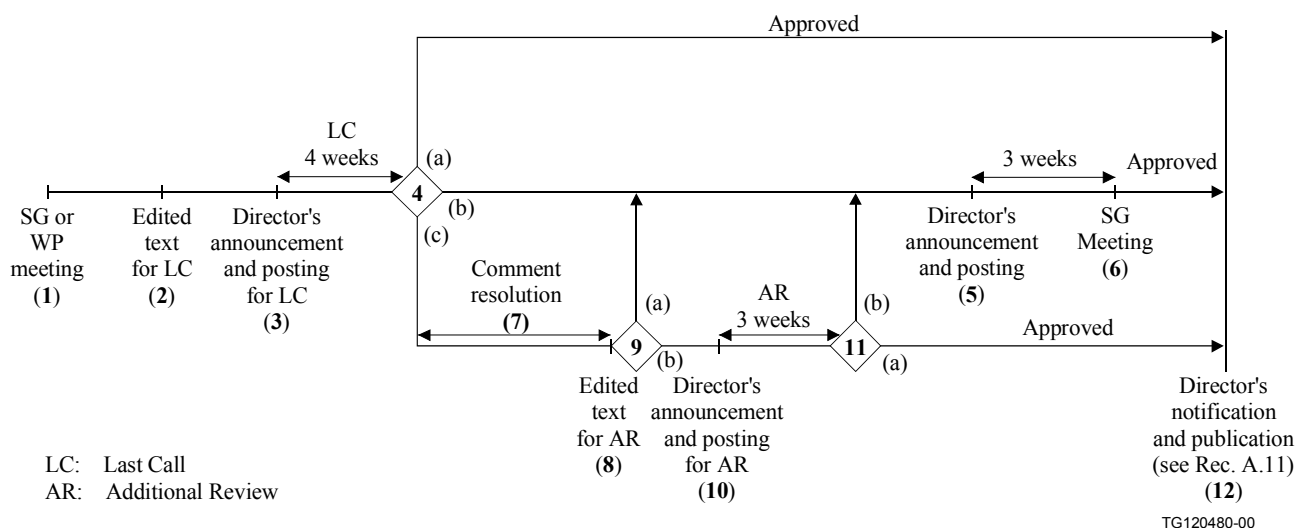 Approved
LC
4 weeks
(a)
4
(b)
(c)
3 weeks
Approved
SG or
WP
meeting
(1)
Edited
text
for LC
(2)
Director's
announcement
and posting
for LC
(3)
Director's
announcement
and posting
(5)
SG
Meeting
(6)
Comment
resolution
(7)
(a)
9
(b)
AR
3 weeks
(b)
11
(a)
Approved
Edited
text
for AR
(8)
Director's
announcement
and posting
for AR
(10)
Director's
notification
and publication
(see Rec. A.11)
(12)
LC: Last Call
AR: Additional Review
TG120480-00